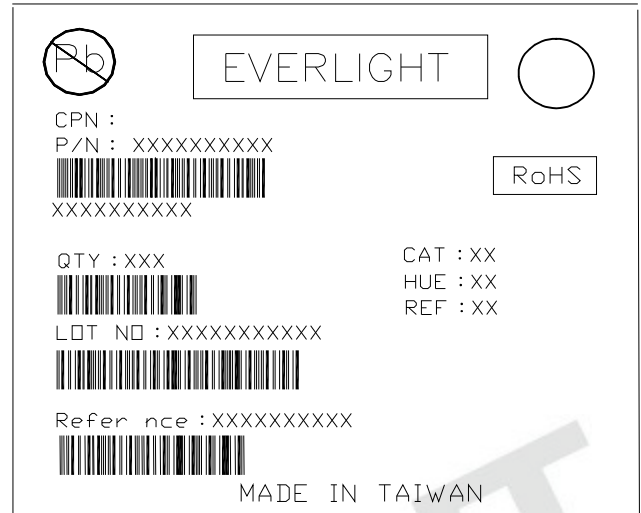 Pb
EVERLIGHT
CPN :
P/N : XXXXXXXXXX
RoHS
XXXXXXXXXX
QTY : XXX
CAT : XX
HUE : XX
REF : XX
LOT NO : XXXXXXXXXXX
Refer nce : XXXXXXXXXX
MADE IN TAIWAN